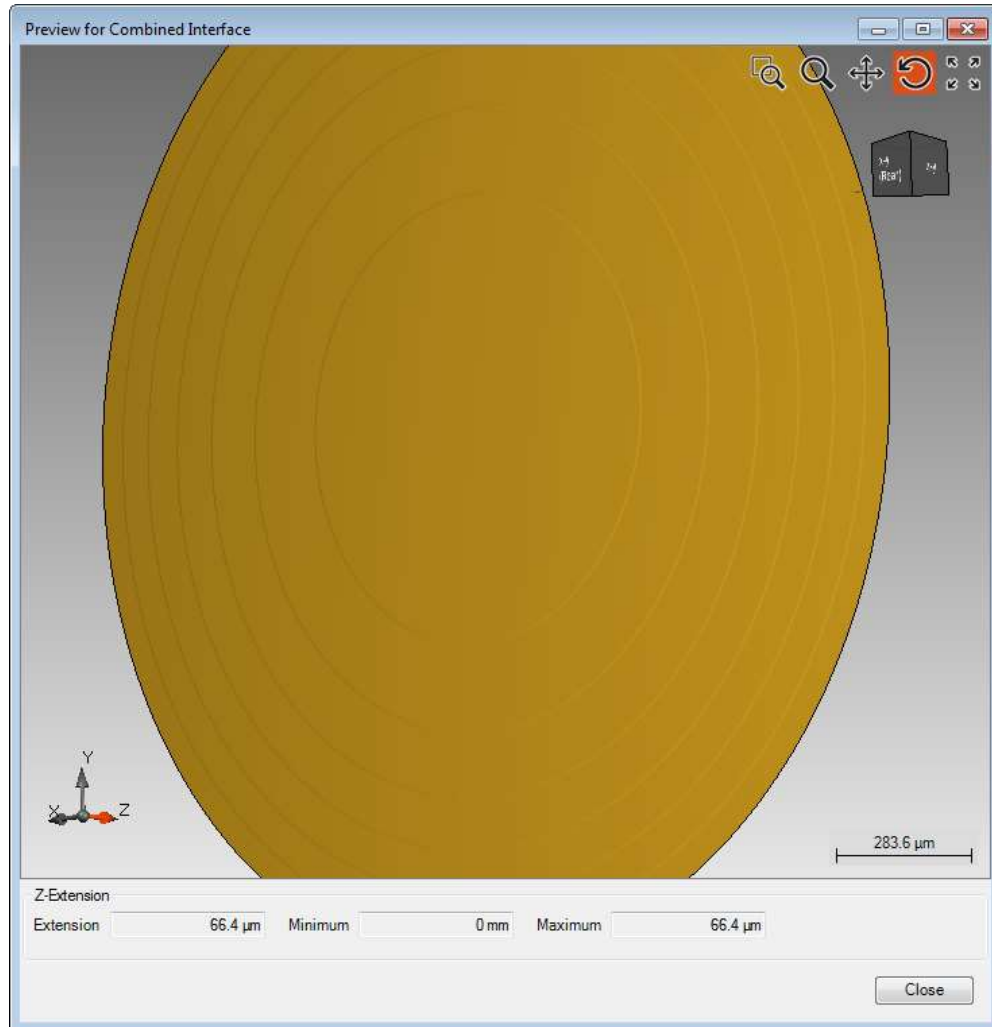 Preview for Combined Interface
(Rear)
Y
X
Z
283.6 µm
Z-Extension
Extension 66.4 µm Minimum 0 mm Maximum 66.4 µm
Close